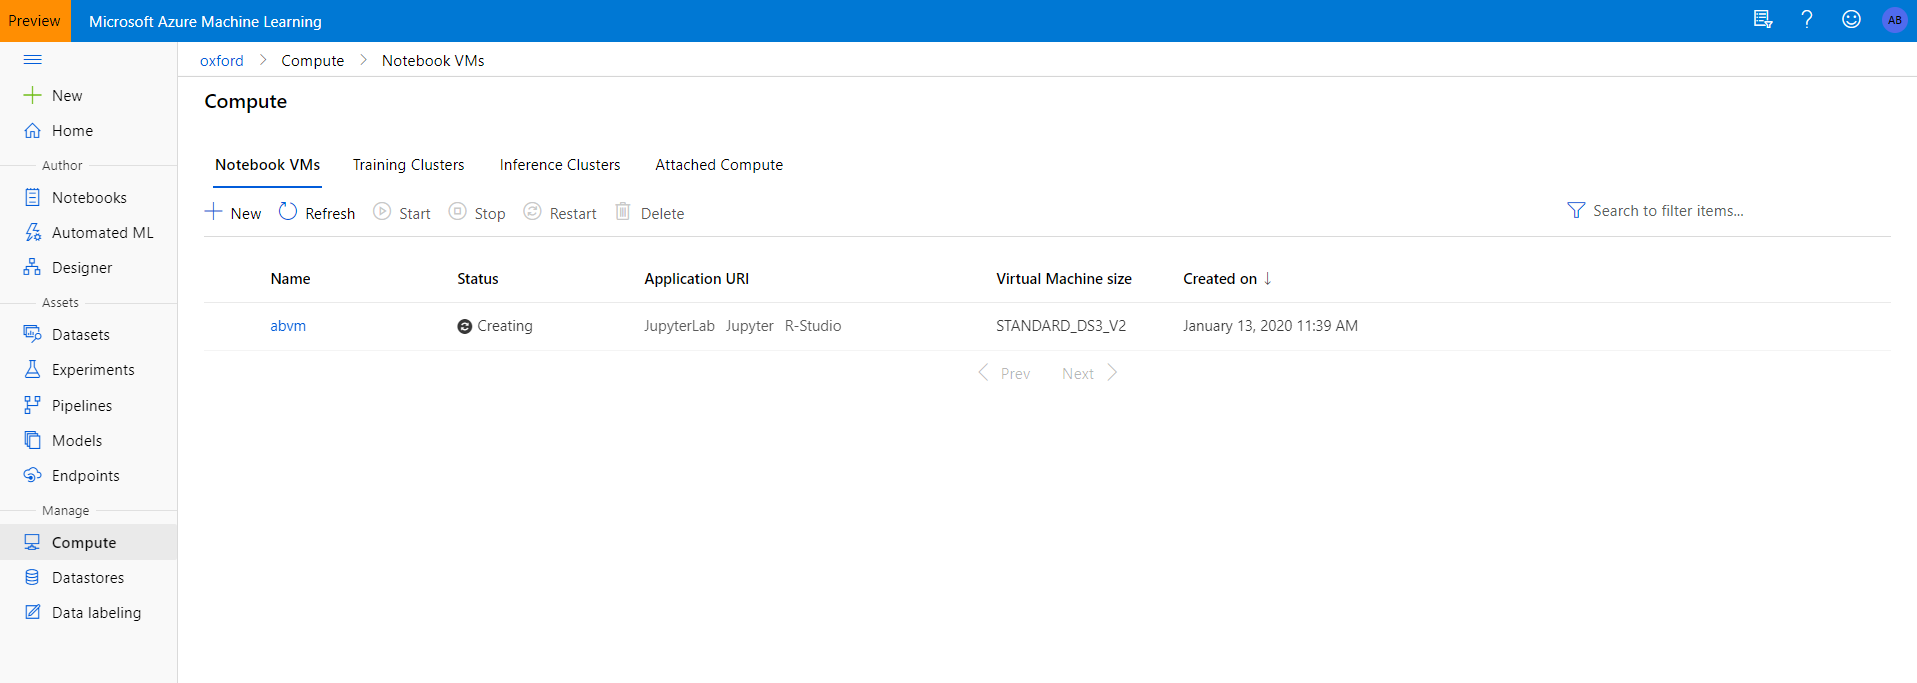 Preview Microsoft Azure Machine Learning AB
oxford Compute Notebook VMs
New
Home
Author
Notebooks
Automated ML
Designer
Assets
Datasets
Experiments
Pipelines
Models
Endpoints
Manage
Compute
Datastores
Data labeling
Compute
Notebook VMs Training Clusters Inference Clusters Attached Compute
New Refresh Start Stop Restart Delete Search to filter items...
Name Status Application URI Virtual Machine size Created on ↓
abvm Creating JupyterLab Jupyter R-Studio STANDARD_DS3_V2 January 13, 2020 11:39 AM
Prev Next